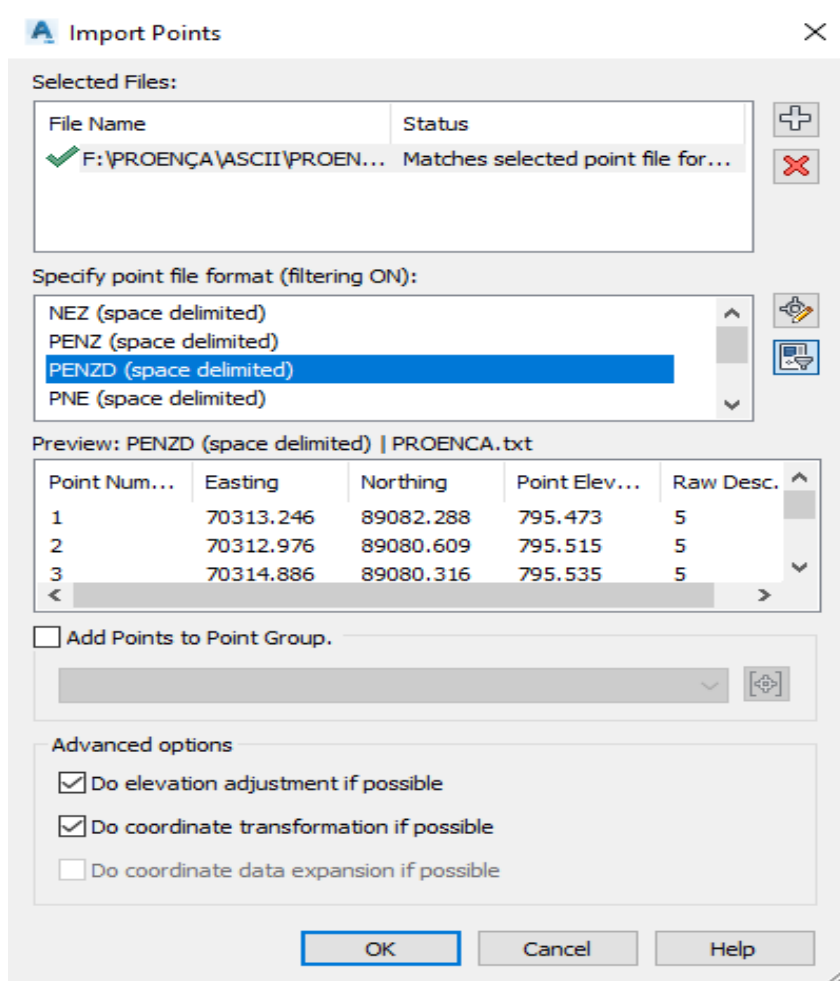 Import Points
Selected Files:
File Name Status
F:\PROENÇA\ASCII\PROEN... Matches selected point file for...
Specify point file format (filtering ON):
NEZ (space delimited)
PENZ (space delimited)
PENZD (space delimited)
PNE (space delimited)
Preview: PENZD (space delimited) | PROENCA.txt
Point Num... Easting Northing Point Elev... Raw Desc.
1 70313.246 89082.288 795.473 5
2 70312.976 89080.609 795.515 5
3 70314.886 89080.316 795.535 5
Add Points to Point Group.
Advanced options
Do elevation adjustment if possible
Do coordinate transformation if possible
Do coordinate data expansion if possible
OK Cancel Help